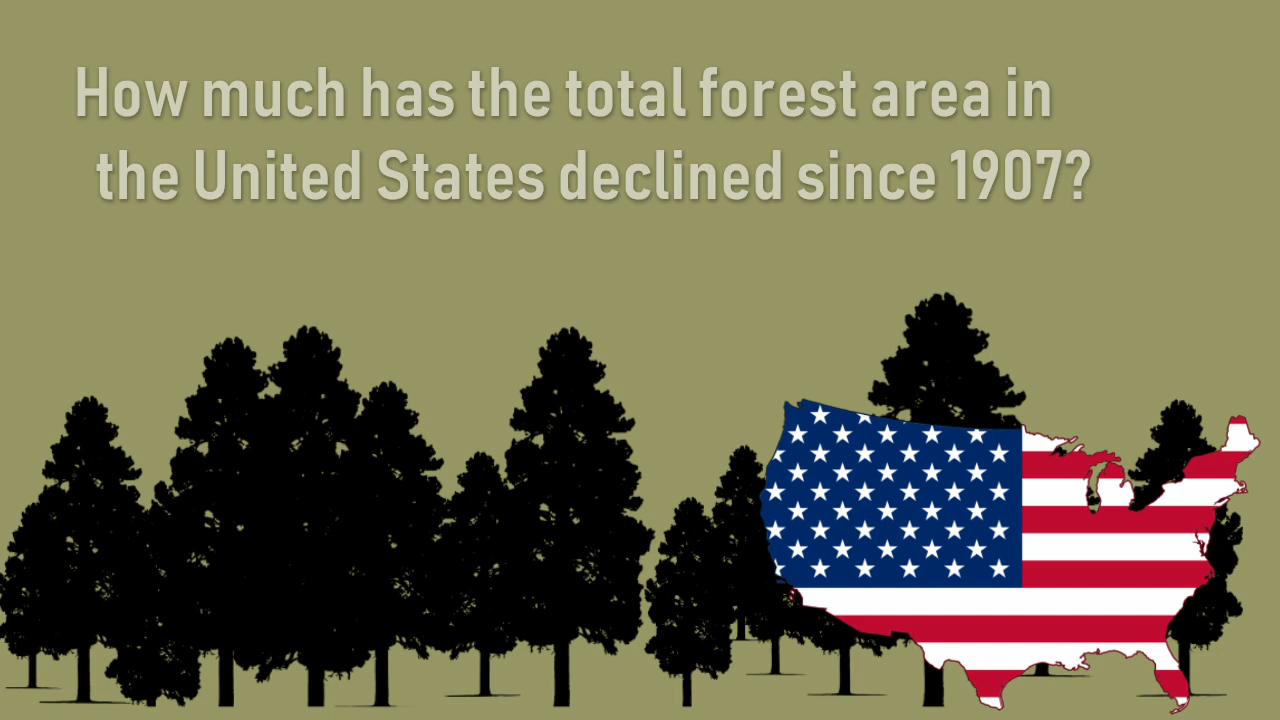 How much has the total forest area in
the United States declined since 1907?